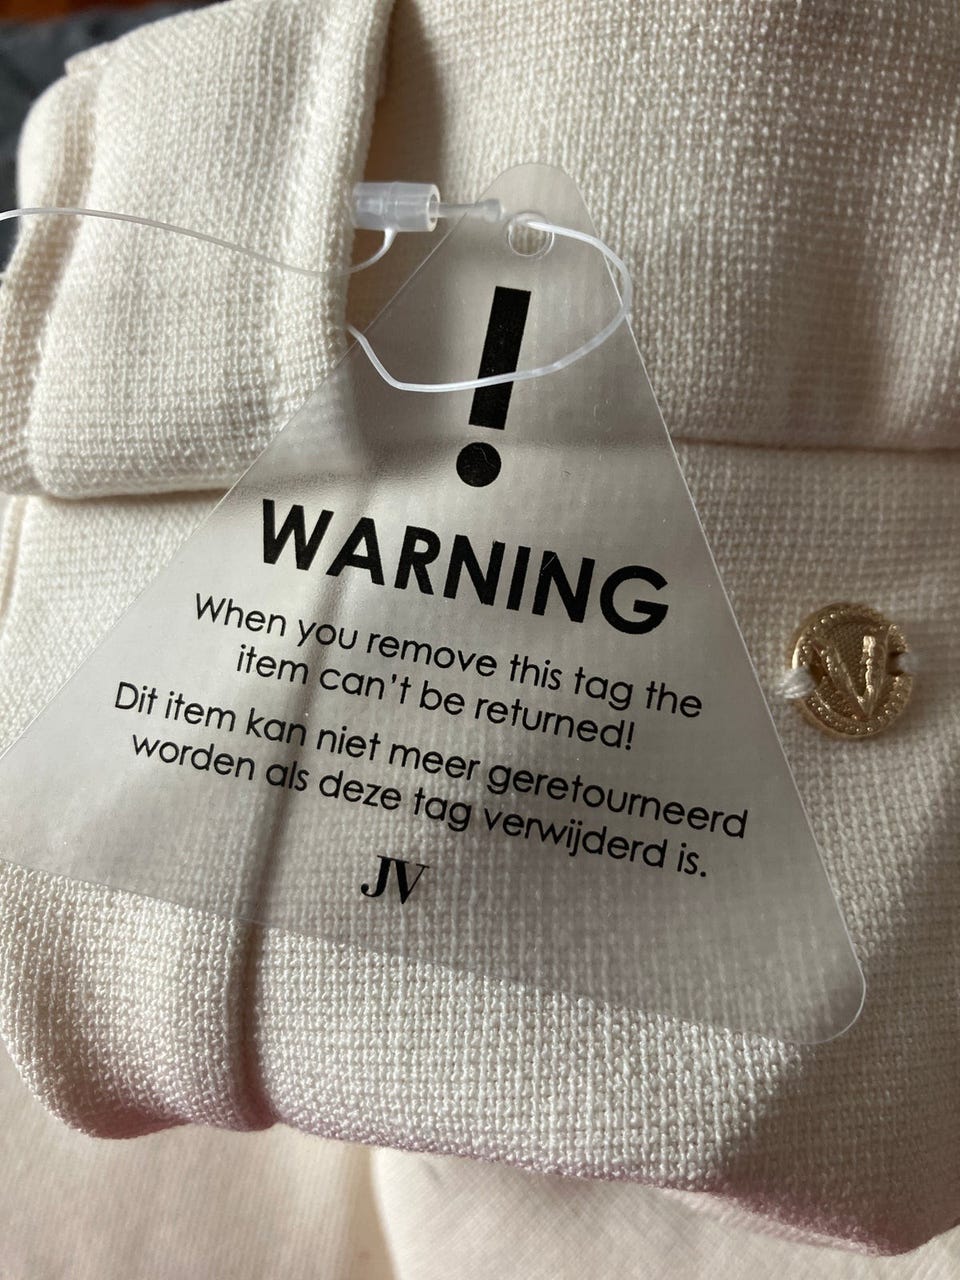 !
WARNING
When you remove this tag the
item can't be returned!
Dit item kan niet meer geretourneerd
worden als deze tag verwijderd is.
JV